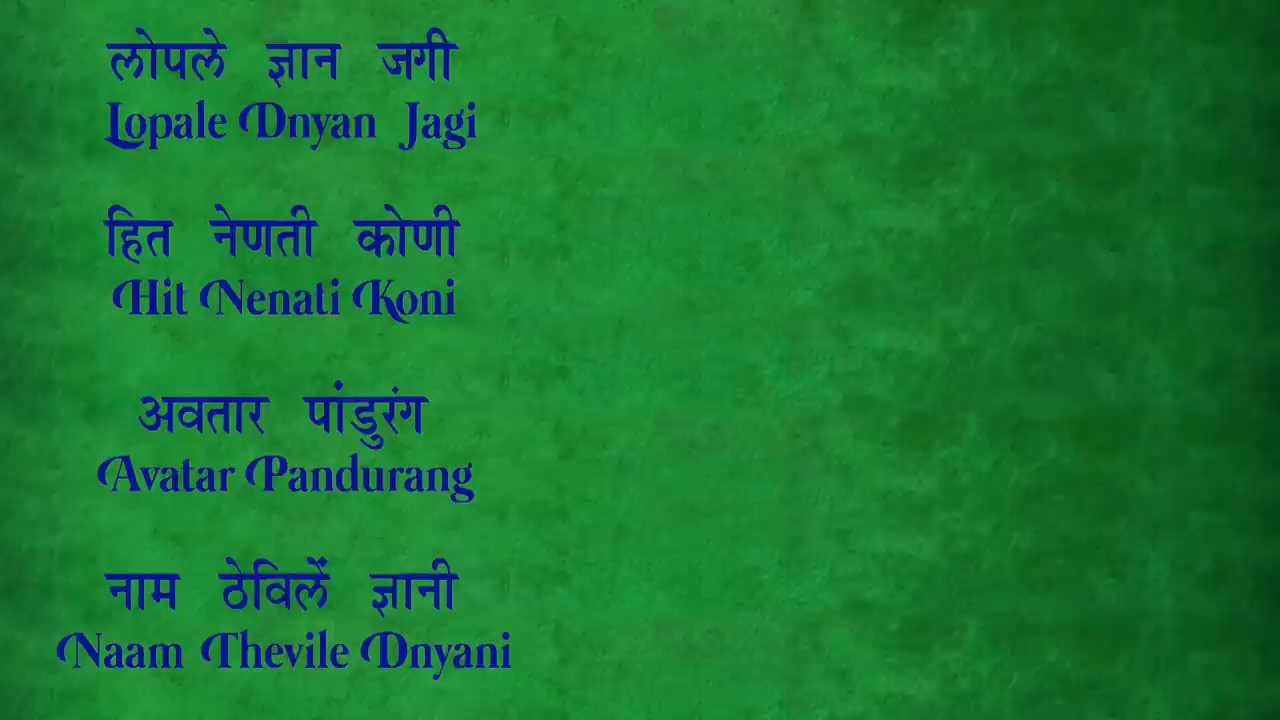 लोपले ज्ञान जगी
Lopale Dnyan Jagi
हित नेणती कोणी
Hit Nenati Koni
अवतार पांडुरंग
Avatar Pandurang
नाम ठेविलें ज्ञानी
Naam Thevile Dnyani